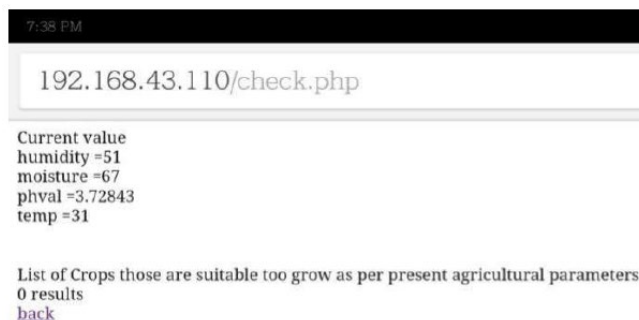 7:38 PM
192.168.43.110/check.php
Current value
humidity =51
moisture =67
phval =3.72843
temp =31
List of Crops those are suitable too grow as per present agricultural parameters
0 results
back